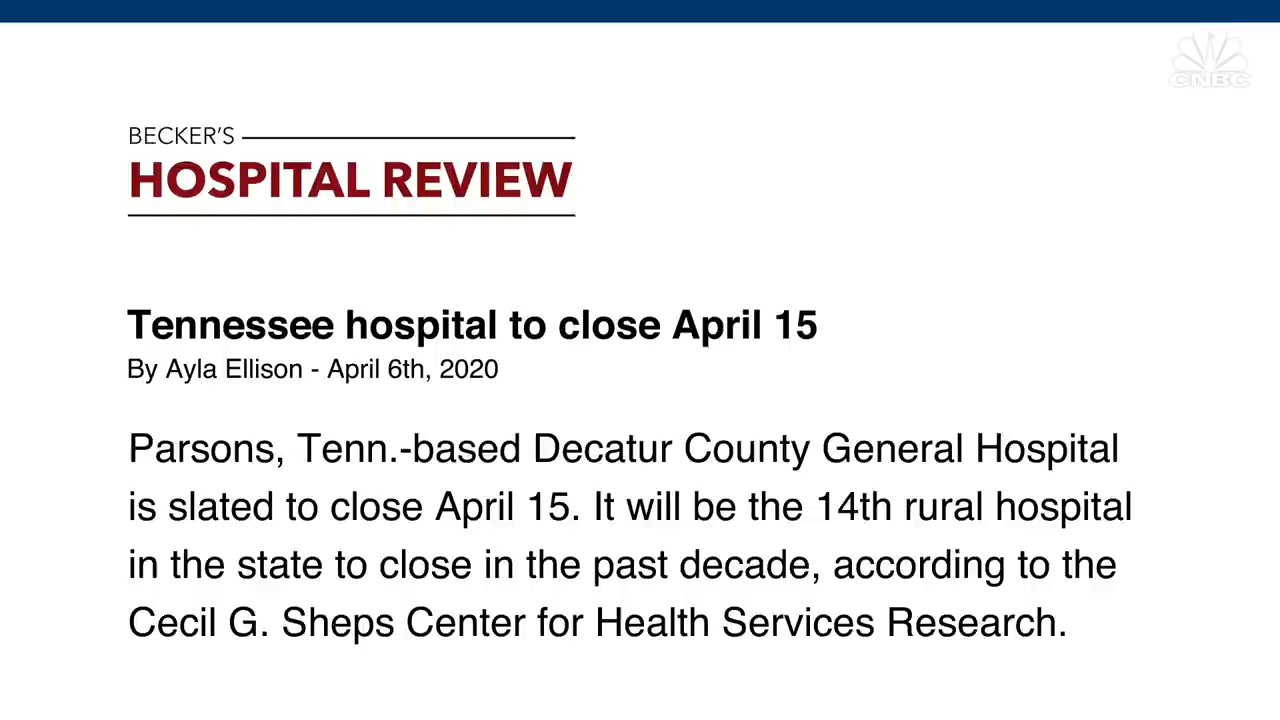 CNBC
BECKER'S
HOSPITAL REVIEW
Tennessee hospital to close April 15
By Ayla Ellison - April 6th, 2020
Parsons, Tenn.-based Decatur County General Hospital
is slated to close April 15. It will be the 14th rural hospital
in the state to close in the past decade, according to the
Cecil G. Sheps Center for Health Services Research.